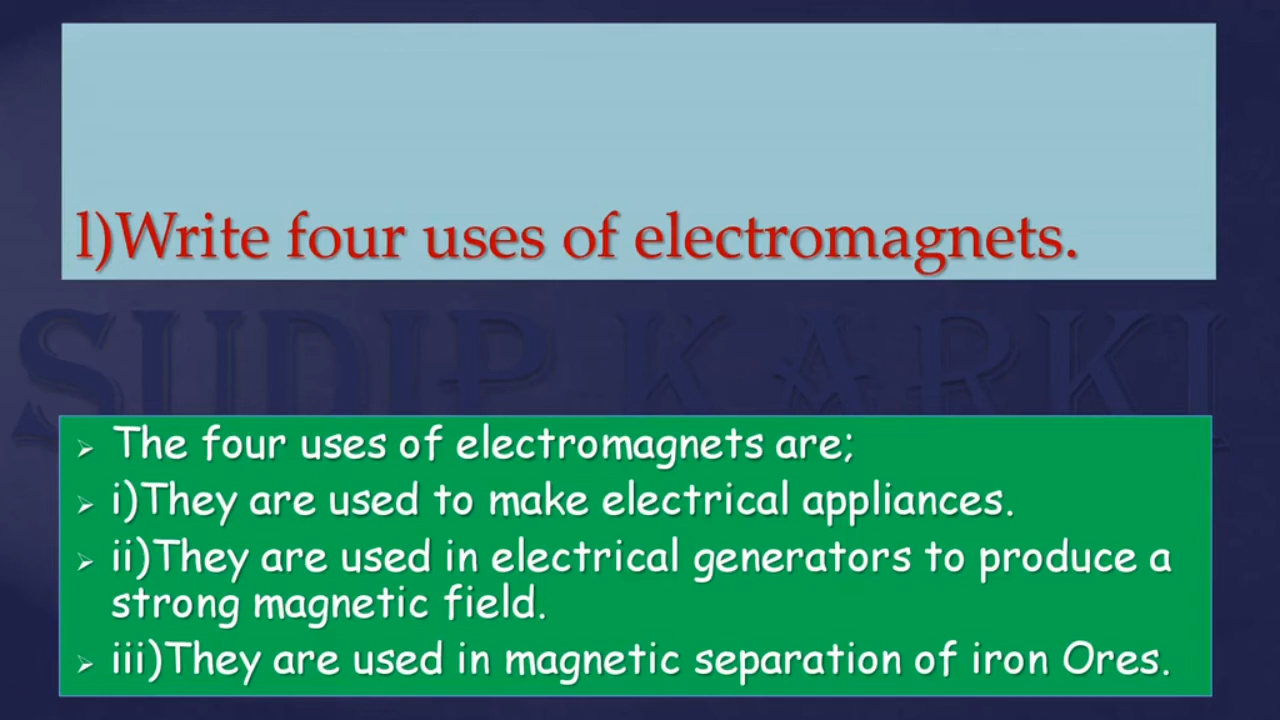 l)Write four uses of electromagnets.
SUDIP KARKI
The four uses of electromagnets are;
i)They are used to make electrical appliances.
ii)They are used in electrical generators to produce a
strong magnetic field.
iii)They are used in magnetic separation of iron Ores.